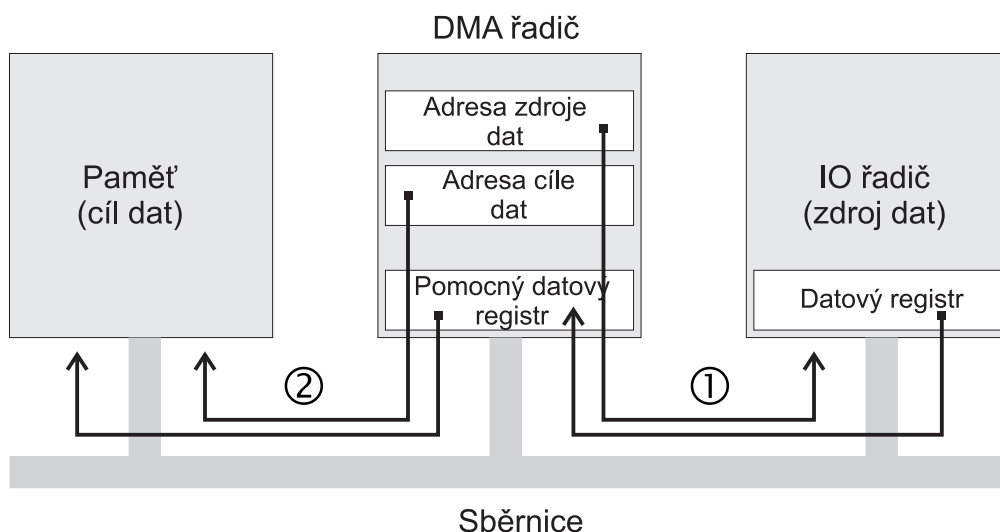 DMA řadič
Paměť
(cíl dat)
Adresa zdroje
dat
Adresa cíle
dat
Pomocný datový
registr
IO řadič
(zdroj dat)
Datový registr
②
①
Sběrnice